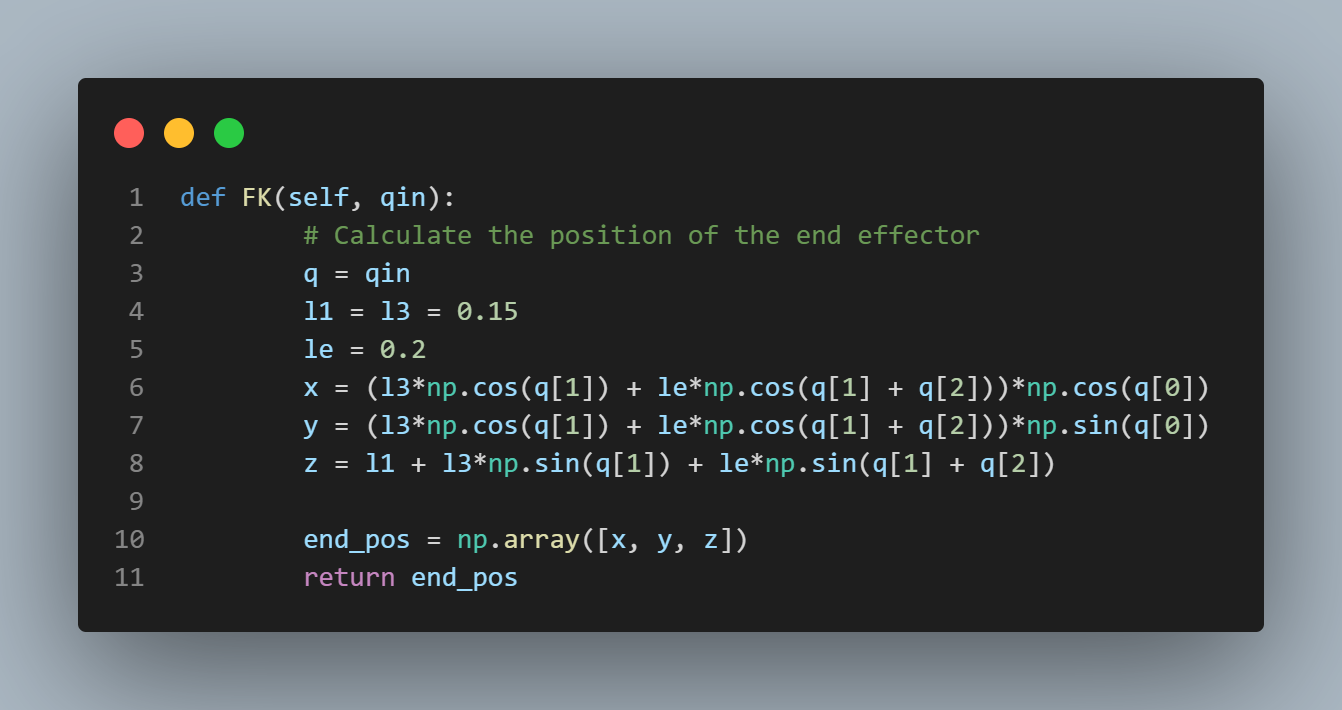 1 def FK(self, qin):
2         # Calculate the position of the end effector
3         q = qin
4         l1 = l3 = 0.15
5         le = 0.2
6         x = (l3*np.cos(q[1]) + le*np.cos(q[1] + q[2]))*np.cos(q[0])
7         y = (l3*np.cos(q[1]) + le*np.cos(q[1] + q[2]))*np.sin(q[0])
8         z = l1 + l3*np.sin(q[1]) + le*np.sin(q[1] + q[2])
9
10         end_pos = np.array([x, y, z])
11         return end_pos